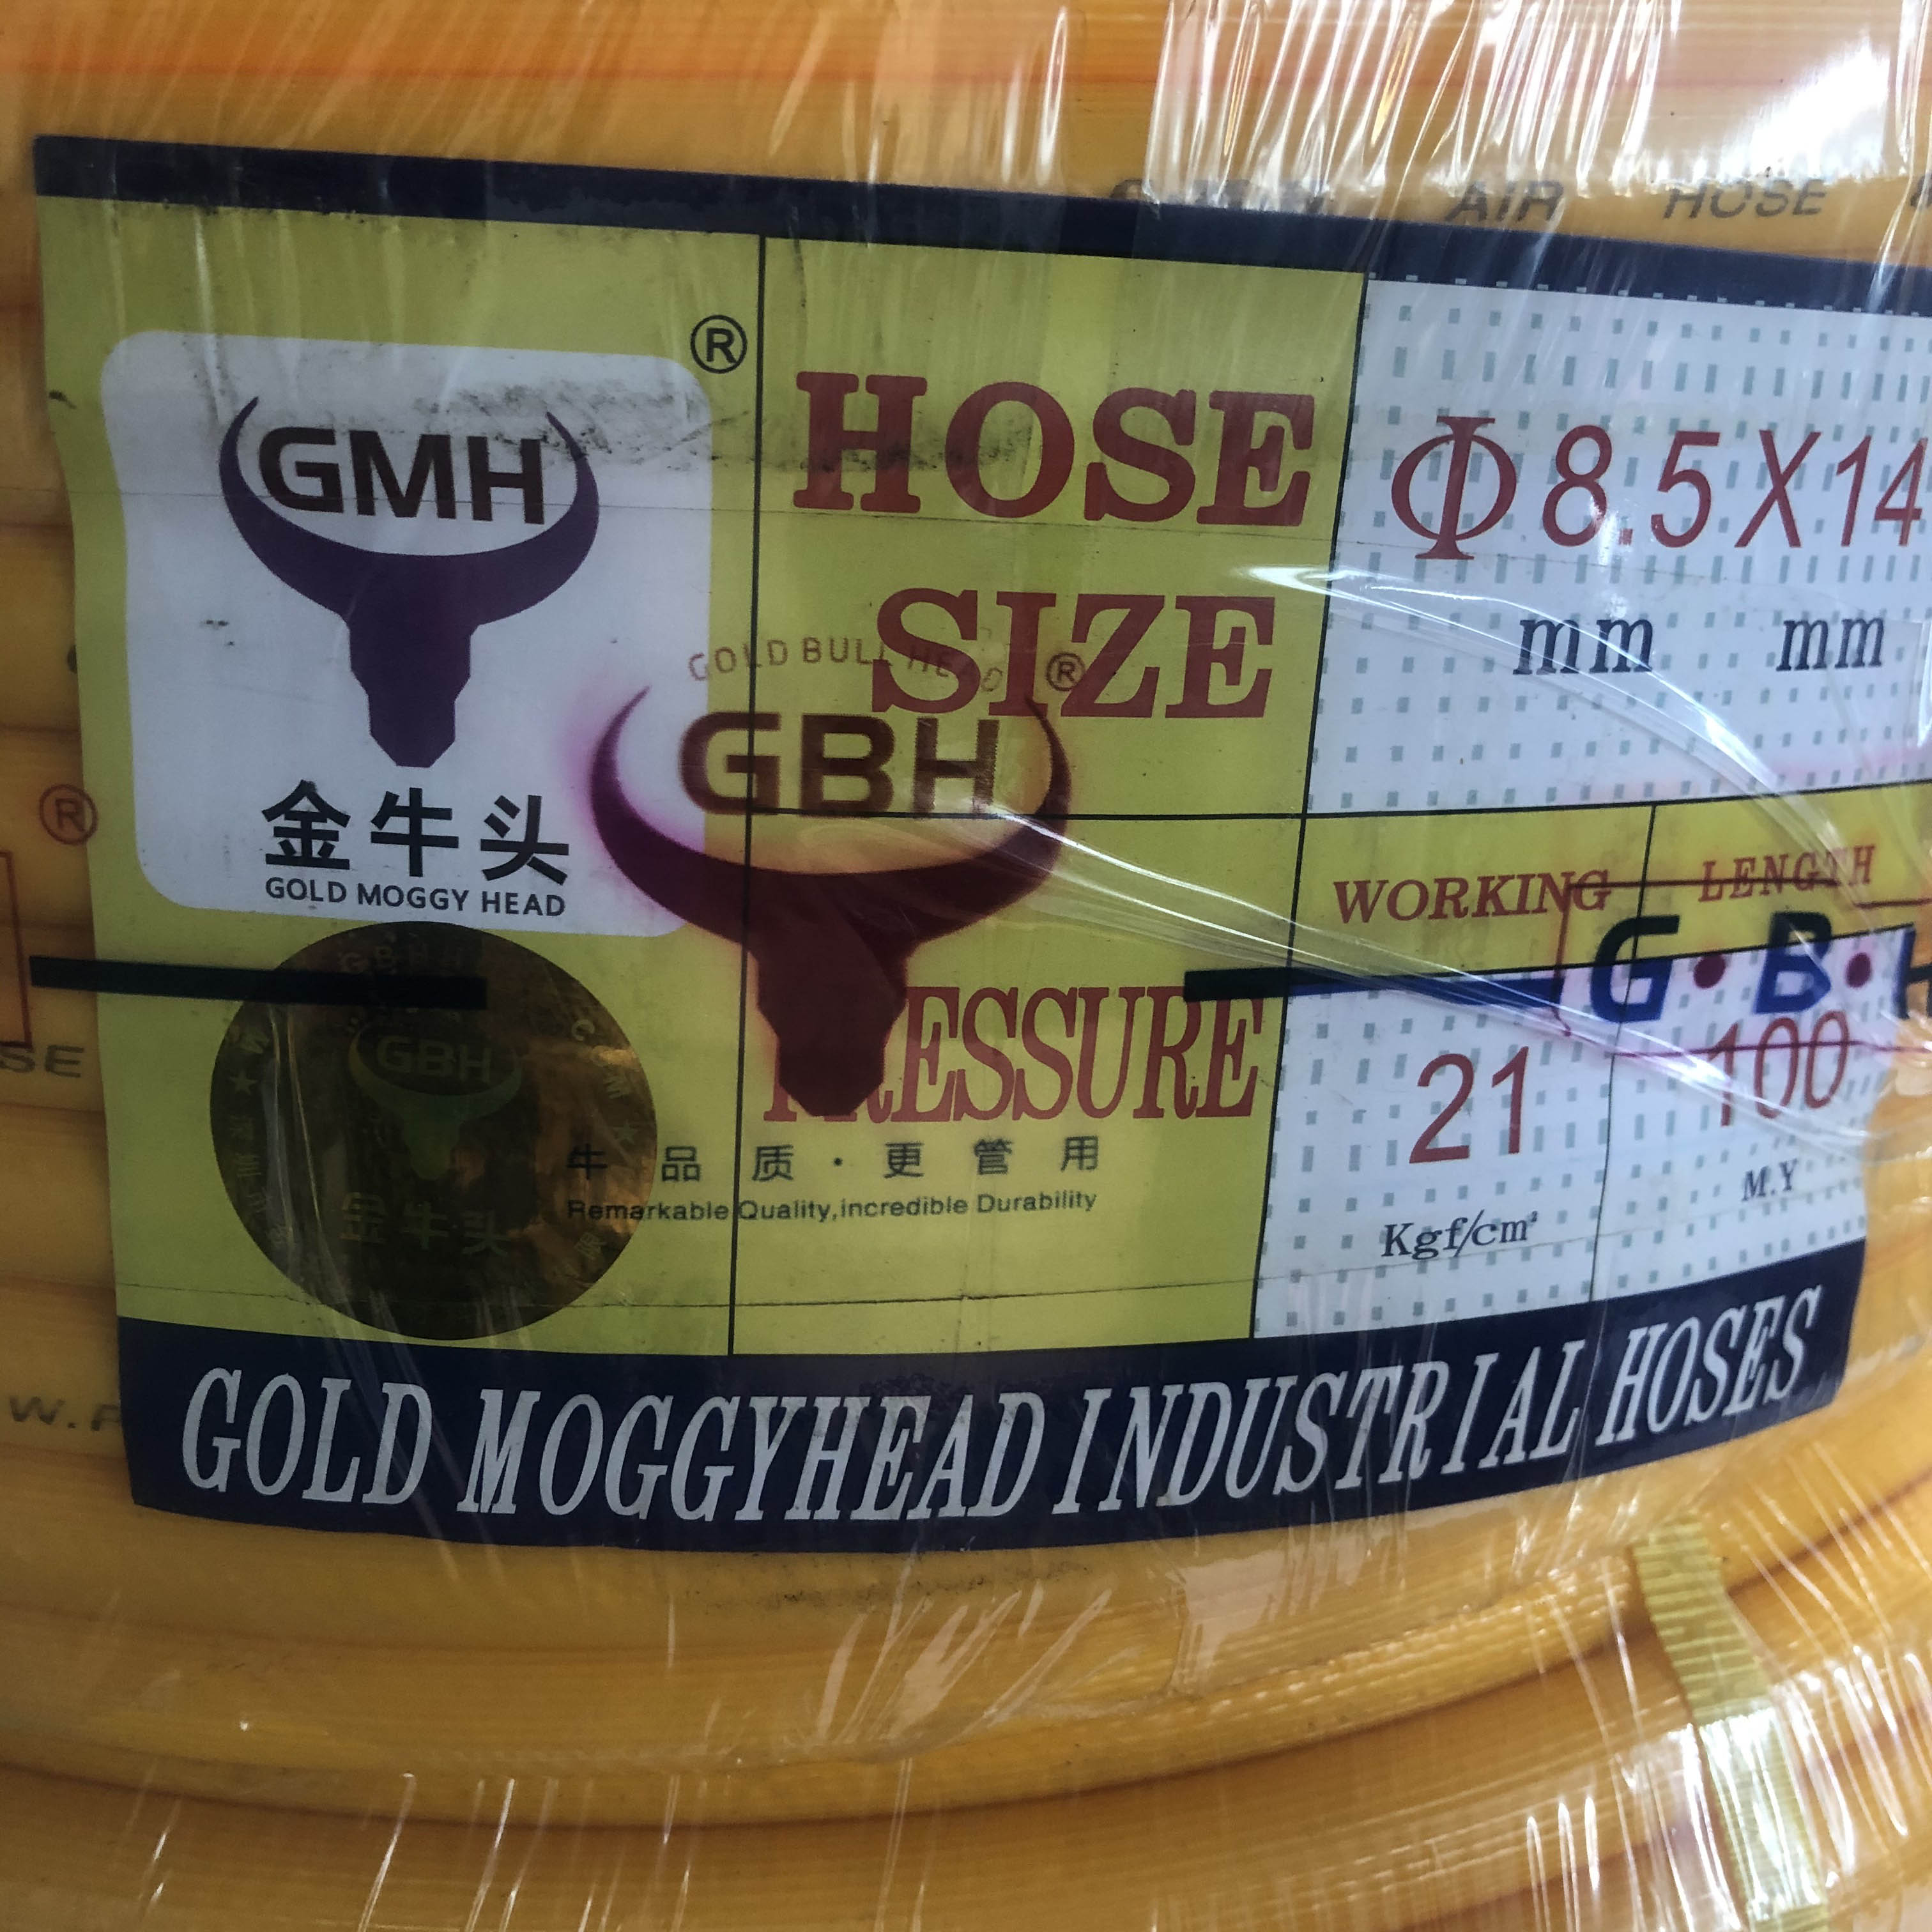 AIR HOSE
®
GMH
金牛头
GOLD MOGGY HEAD
HOSE
SIZE
Φ8.5X14
mm mm
GOLD BULL HEAD ®
GBH
®
WORKING LENGTH
G·B·
PRESSURE
21
100
Kgf/cm²
M.Y
GBH
金牛头
牛品质·更管用
Remarkable Quality,incredible Durability
SE
W.P
GOLD MOGGYHEAD INDUSTRIAL HOSES